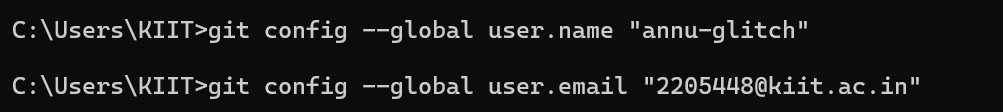 C:\Users\KIIT>git config --global user.name "annu-glitch"
C:\Users\KIIT>git config --global user.email "2205448@kiit.ac.in"